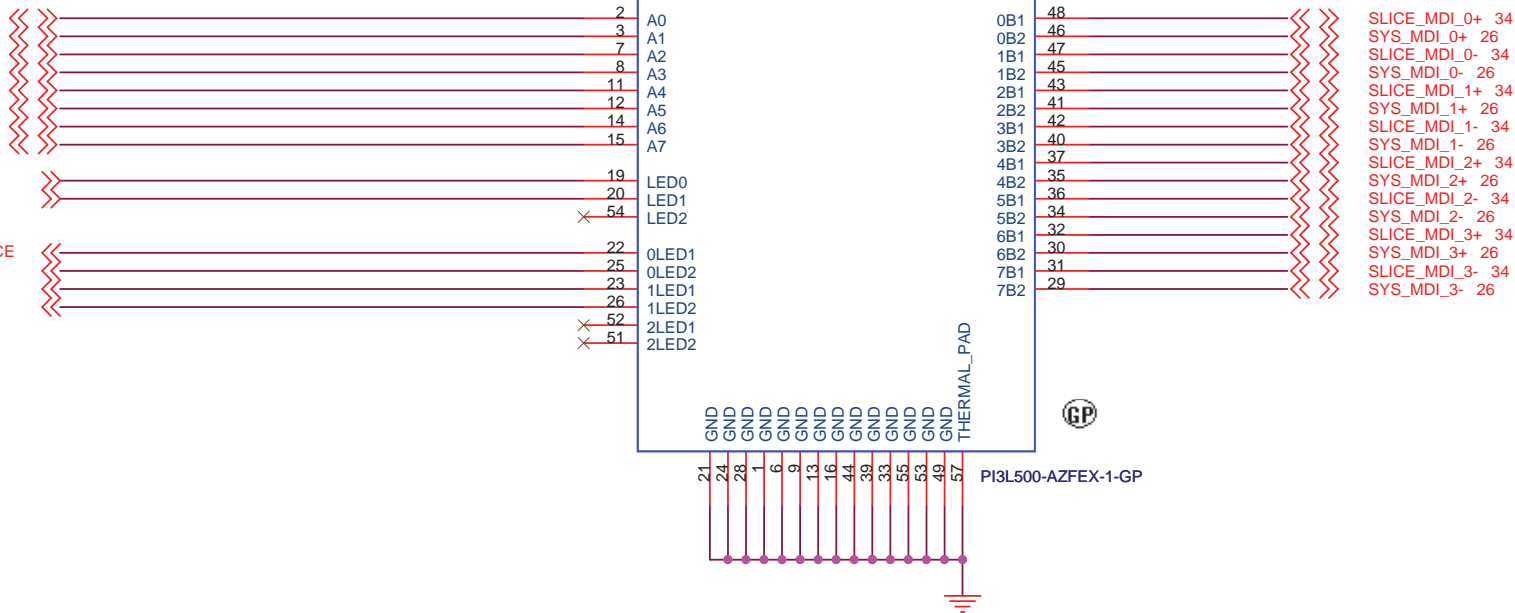 2 A0 0B1 48 SLICE_MDI_0+ 34
3 A1 0B2 46 SYS_MDI_0+ 26
7 A2 1B1 47 SLICE_MDI_0- 34
8 A3 1B2 45 SYS_MDI_0- 26
11 A4 2B1 43 SLICE_MDI_1+ 34
12 A5 2B2 41 SYS_MDI_1+ 26
14 A6 3B1 42 SLICE_MDI_1- 34
15 A7 3B2 40 SYS_MDI_1- 26
4B1 37 SLICE_MDI_2+ 34
19 LED0 4B2 35 SYS_MDI_2+ 26
20 LED1 5B1 36 SLICE_MDI_2- 34
54 LED2 5B2 34 SYS_MDI_2- 26
6B1 32 SLICE_MDI_3+ 34
22 0LED1 6B2 30 SYS_MDI_3+ 26
25 0LED2 7B1 31 SLICE_MDI_3- 34
23 1LED1 7B2 29 SYS_MDI_3- 26
26 1LED2
52 2LED1
51 2LED2
GND GND GND GND GND GND GND GND GND GND GND GND GND GND THERMAL_PAD
GP
21 24 28 1 6 9 13 16 44 39 33 55 53 49 57
PI3L500-AZFEX-1-GP